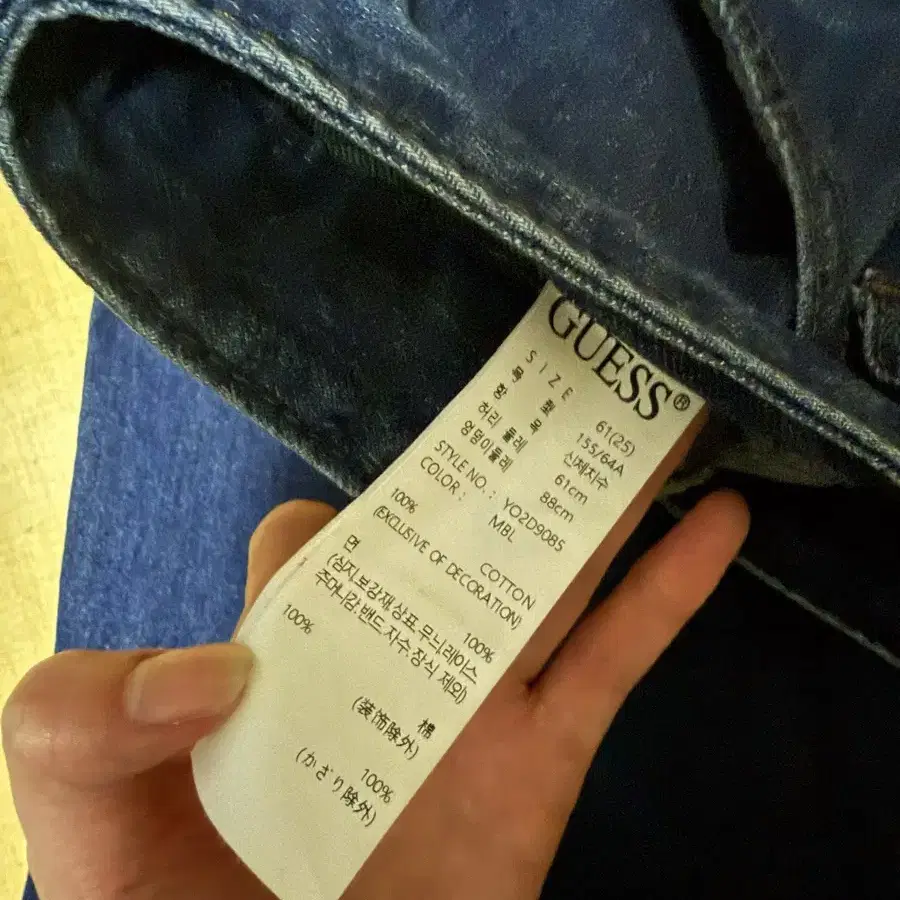 GUESS®
SIZE 61(25)
호 칭 155/64A
항 목 신체치수
허리 둘레 61cm
엉덩이둘레 88cm
STYLE NO.: YO2D9085
COLOR: MBL
100% COTTON
(EXCLUSIVE OF DECORATION)
면 100%
(심지.보강재.상표.무늬.레이스
주머니감.밴드.자수.장식 제외)
100% 棉
(装饰除外)
100%
(かざり除外)